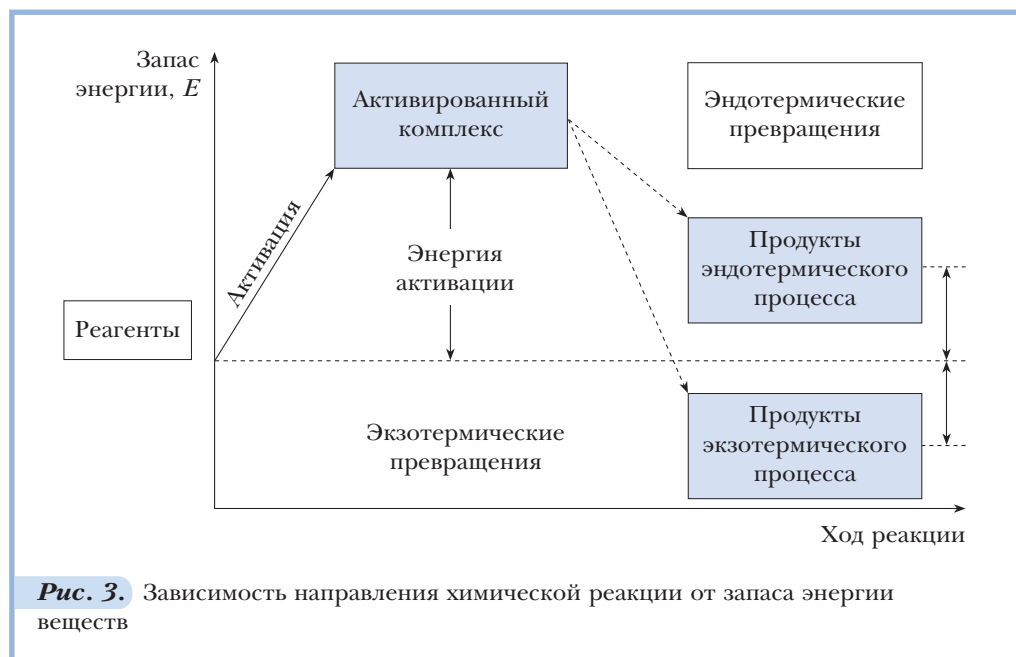 Запас
энергии, E
Активированный
комплекс
Эндотермические
превращения
Активация
Энергия
активации
Продукты
эндотермического
процесса
Реагенты
Экзотермические
превращения
Продукты
экзотермического
процесса
Ход реакции
Рис. 3. Зависимость направления химической реакции от запаса энергии
веществ